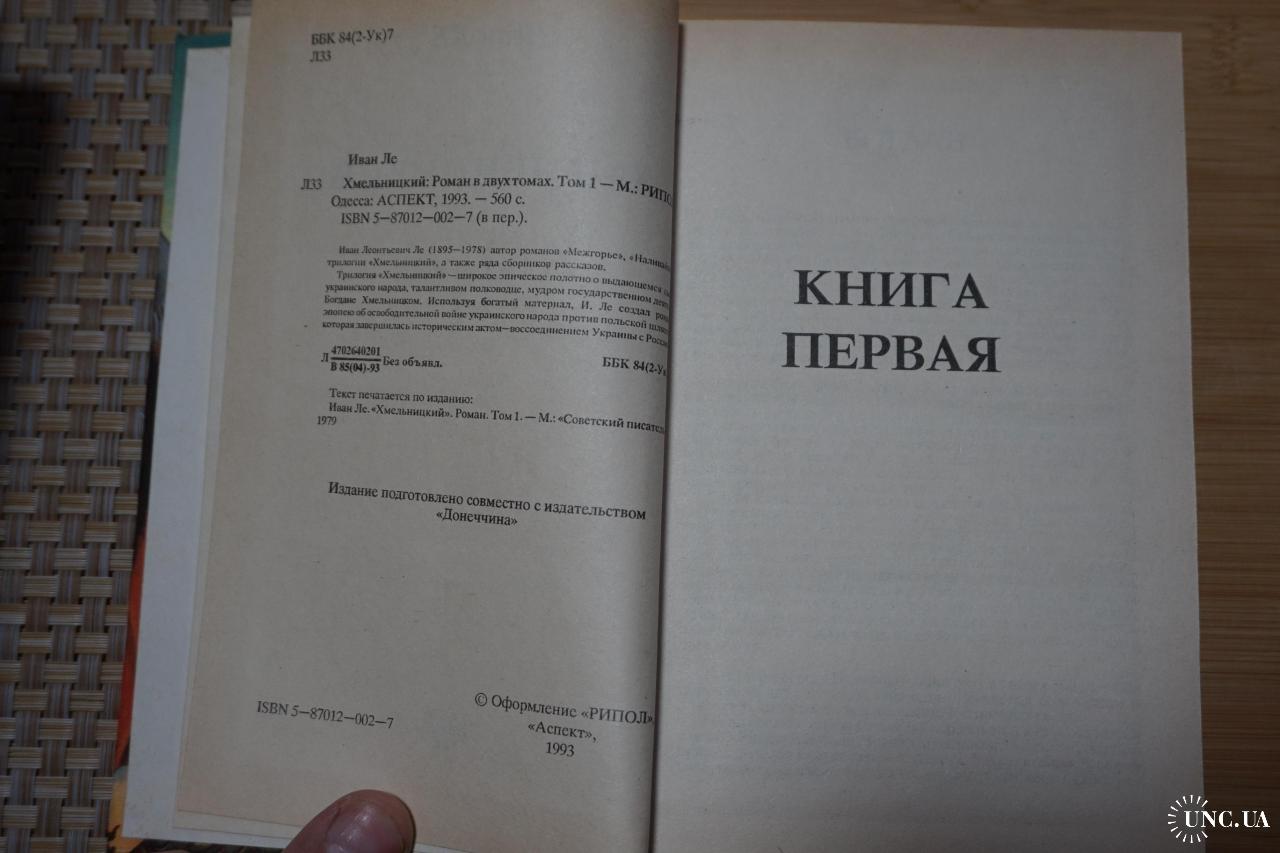 ББК 84(2-Ук)7
Л33
Иван Ле
Л33 Хмельницкий: Роман в двух томах. Том 1 — М.: РИПОЛ
Одесса: АСПЕКТ, 1993. — 560 с.
ISBN 5—87012—002—7 (в пер.).
Иван Леонтьевич Ле (1895—1978) автор романов «Межгорье»,
трилогии «Хмельницкий», а также ряда сборников рассказов.
Трилогия «Хмельницкий» —широкое эпическое полотно о выдающемся
украинского народа, талантливом полководце, мудром государственном
Богдане Хмельницком. Используя богатый материал, И. Ле создал
эпопею об освободительной войне украинского народа против польской
которая завершилась историческим актом—воссоединением Украины с
Л 4702640201
В 85(04)-93 Без объявл.
ББК 84(2-Ук
Текст печатается по изданию:
Иван Ле. «Хмельницкий». Роман. Том 1. — М.: «Советский
1979
Издание подготовлено совместно с издательством
«Донеччина»
ISBN 5—87012—002—7
© Оформление «РИПОЛ»,
«Аспект»,
1993
КНИГА
ПЕРВАЯ
UNC.UA